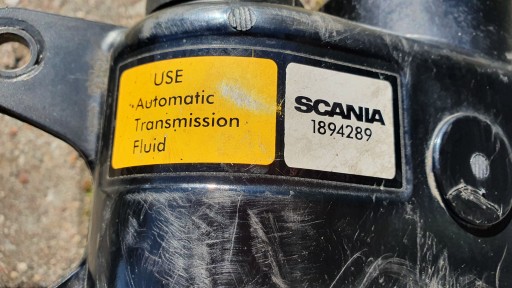 USE
Automatic
Transmission
Fluid
SCANIA
1894289